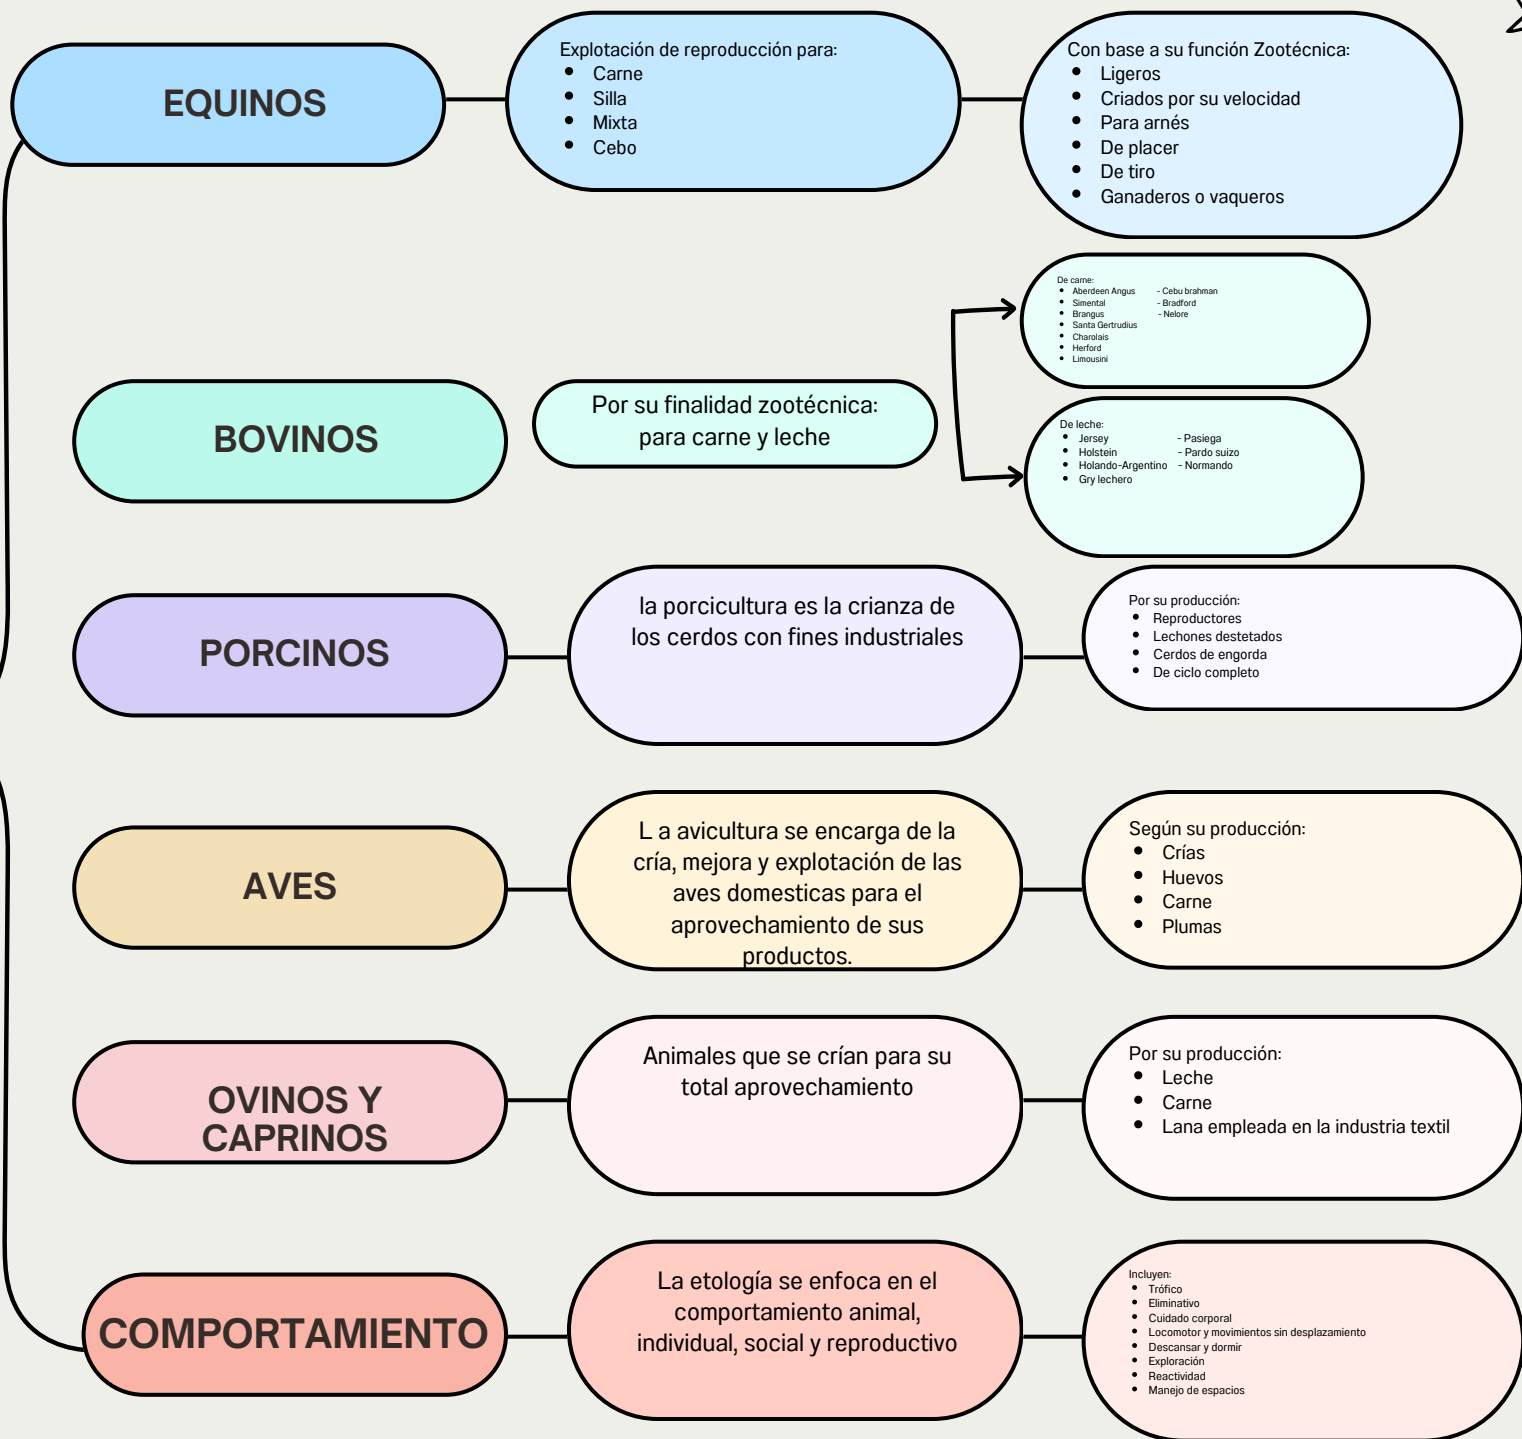 EQUINOS
Explotación de reproducción para:
Carne
Silla
Mixta
Cebo
Con base a su función Zootécnica:
Ligeros
Criados por su velocidad
Para arnés
De placer
De tiro
Ganaderos o vaqueros
BOVINOS
Por su finalidad zootécnica:
para carne y leche
De carne:
Aberdeen Angus - Cebu brahman
Simental - Bradford
Brangus - Nelore
Santa Gertrudius
Charolais
Herford
Limousini
De leche:
Jersey - Pasiega
Holstein - Pardo suizo
Holando-Argentino - Normando
Gry lechero
PORCINOS
la porcicultura es la crianza de
los cerdos con fines industriales
Por su producción:
Reproductores
Lechones destetados
Cerdos de engorda
De ciclo completo
AVES
L a avicultura se encarga de la
cría, mejora y explotación de las
aves domesticas para el
aprovechamiento de sus
productos.
Según su producción:
Crías
Huevos
Carne
Plumas
OVINOS Y
CAPRINOS
Animales que se crían para su
total aprovechamiento
Por su producción:
Leche
Carne
Lana empleada en la industria textil
COMPORTAMIENTO
La etología se enfoca en el
comportamiento animal,
individual, social y reproductivo
Incluyen:
Trófico
Eliminativo
Cuidado corporal
Locomotor y movimientos sin desplazamiento
Descansar y dormir
Exploración
Reactividad
Manejo de espacios